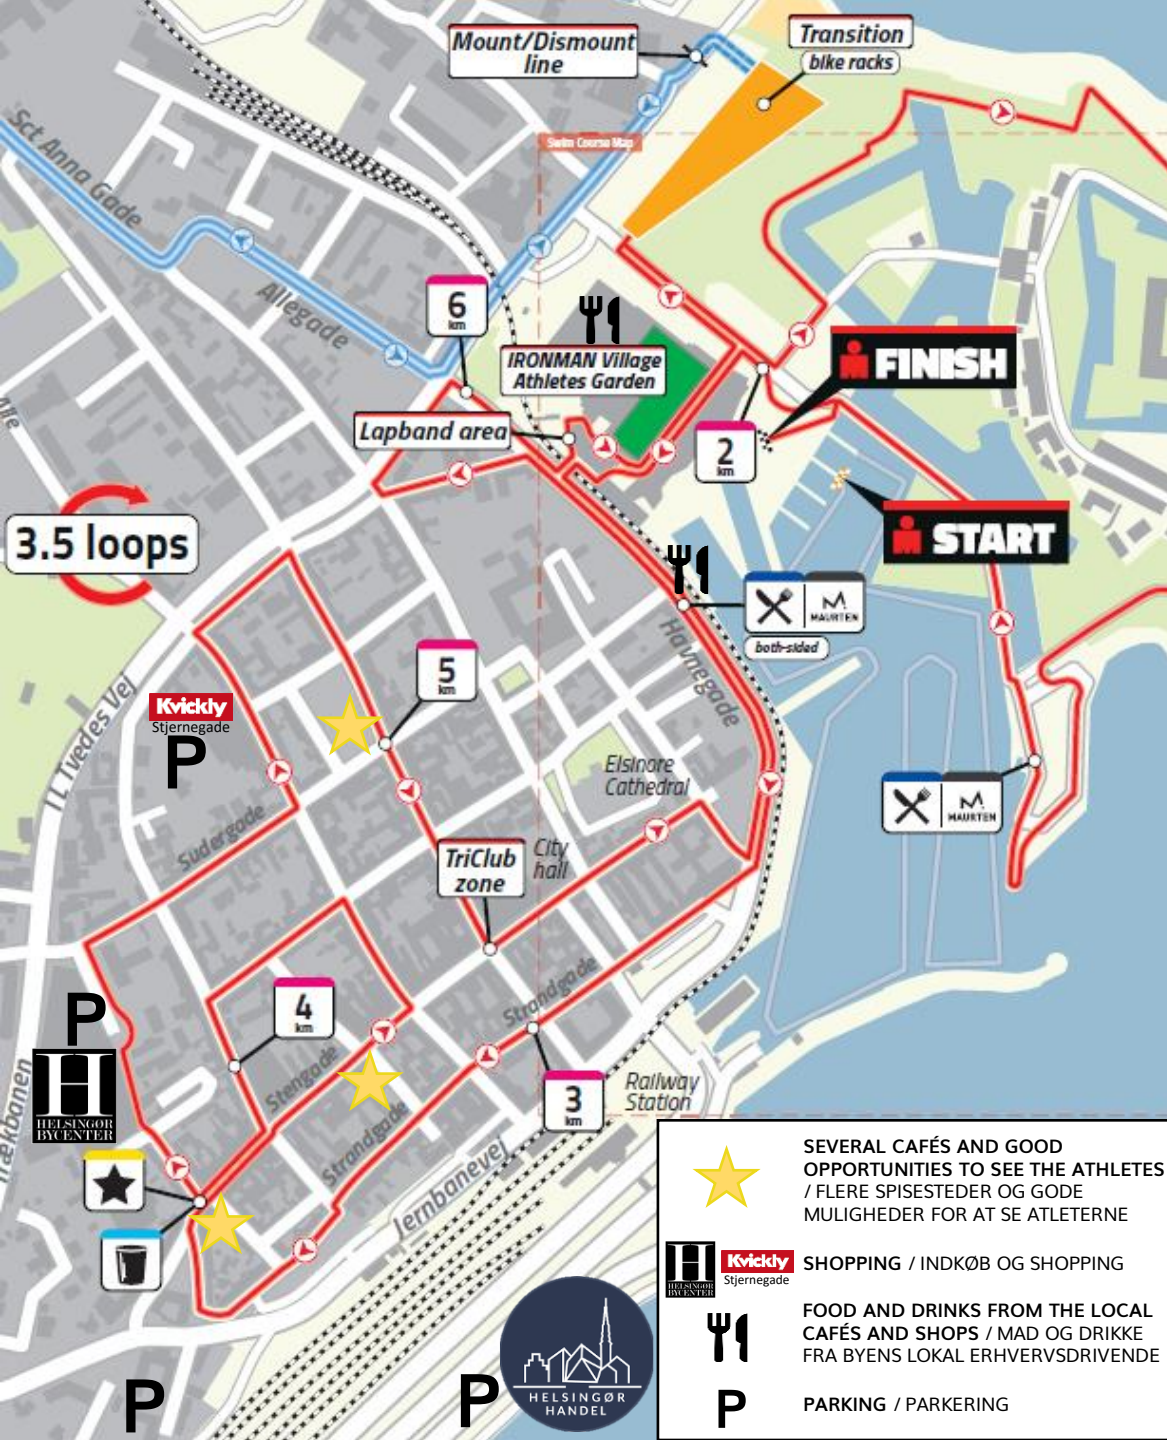 Mount/Dismount
line
Transition
bike racks
Swim Course Map
Sct Anna Gade
Allegade
6
km
IRONMAN Village
Athletes Garden
FINISH
Lapband area
2
km
START
3.5 loops
MAURTEN
both-sided
Havnegade
5
km
Kvickly
Stjernegade
P
I L Tvedes Vej
Elsinore
Cathedral
MAURTEN
Sudergade
TriClub
zone
City
hall
4
km
Strandgade
P
HELSINGØR
BYCENTER
Trækbanen
Stengade
Strandgade
3
km
Railway
Station
Jernbanevej
P
P
HELSINGØR
HANDEL
SEVERAL CAFÉS AND GOOD
OPPORTUNITIES TO SEE THE ATHLETES
/ FLERE SPISESTEDER OG GODE
MULIGHEDER FOR AT SE ATLETERNE
H
HELSINGØR
BYCENTER
Kvickly
Stjernegade
SHOPPING / INDKØB OG SHOPPING
FOOD AND DRINKS FROM THE LOCAL
CAFÉS AND SHOPS / MAD OG DRIKKE
FRA BYENS LOKAL ERHVERVSDRIVENDE
P
PARKING / PARKERING